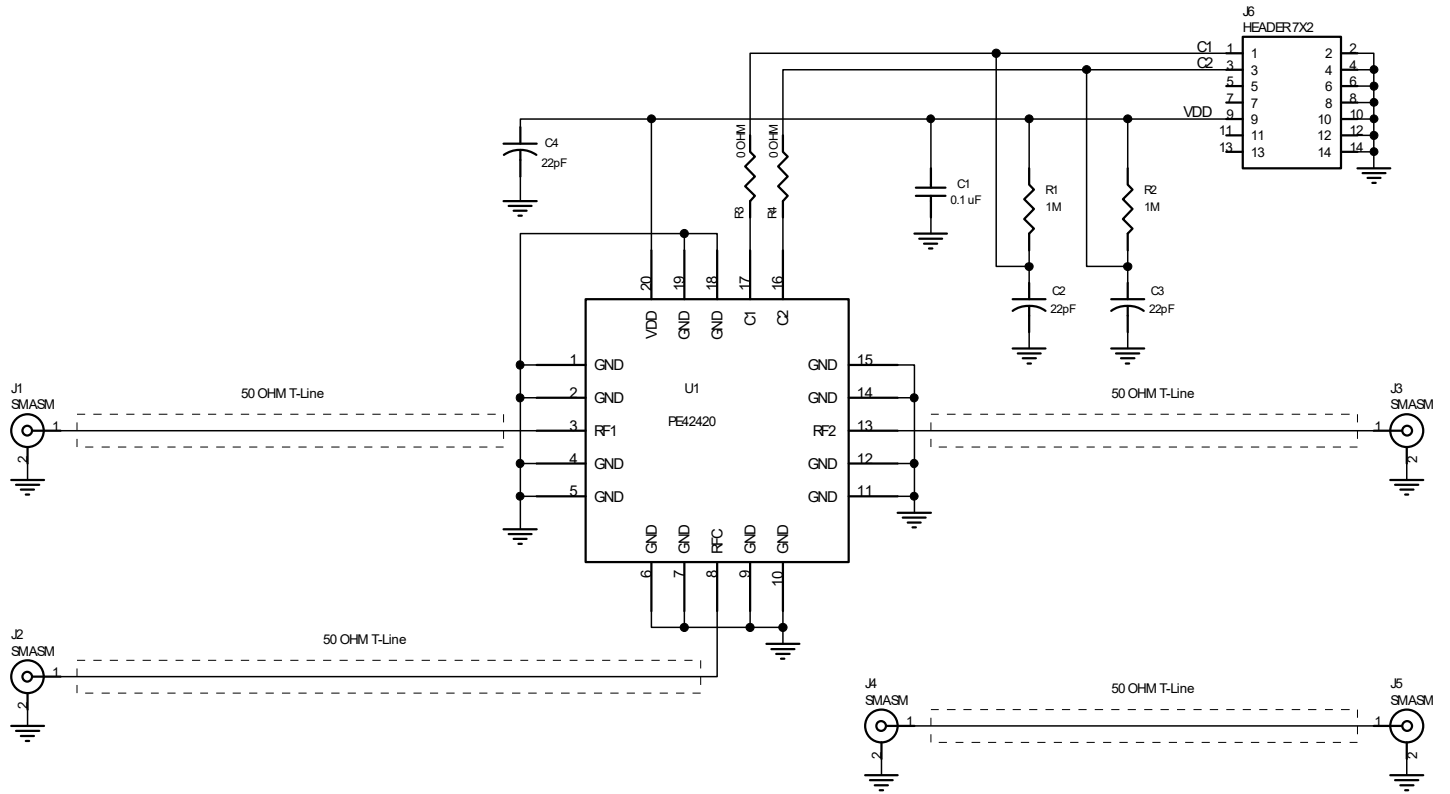 J6
HEADER 7X2
C1
1
1
2
2
C2
3
3
4
4
5
5
6
6
7
7
8
8
VDD
9
9
10
10
11
11
12
12
13
13
14
14
C4
22pF
0 OHM
R3
0 OHM
R4
C1
0.1 uF
R1
1M
R2
1M
C2
22pF
C3
22pF
20
19
18
17
16
VDD
GND
GND
C1
C2
1
GND
2
GND
3
RF1
4
GND
5
GND
U1
PE42420
GND
15
GND
14
RF2
13
GND
12
GND
11
GND
GND
RFC
GND
GND
6
7
8
9
10
J1
SMASM
1
2
50 OHM T-Line
50 OHM T-Line
J3
SMASM
1
2
J2
SMASM
1
2
50 OHM T-Line
J4
SMASM
1
2
50 OHM T-Line
J5
SMASM
1
2